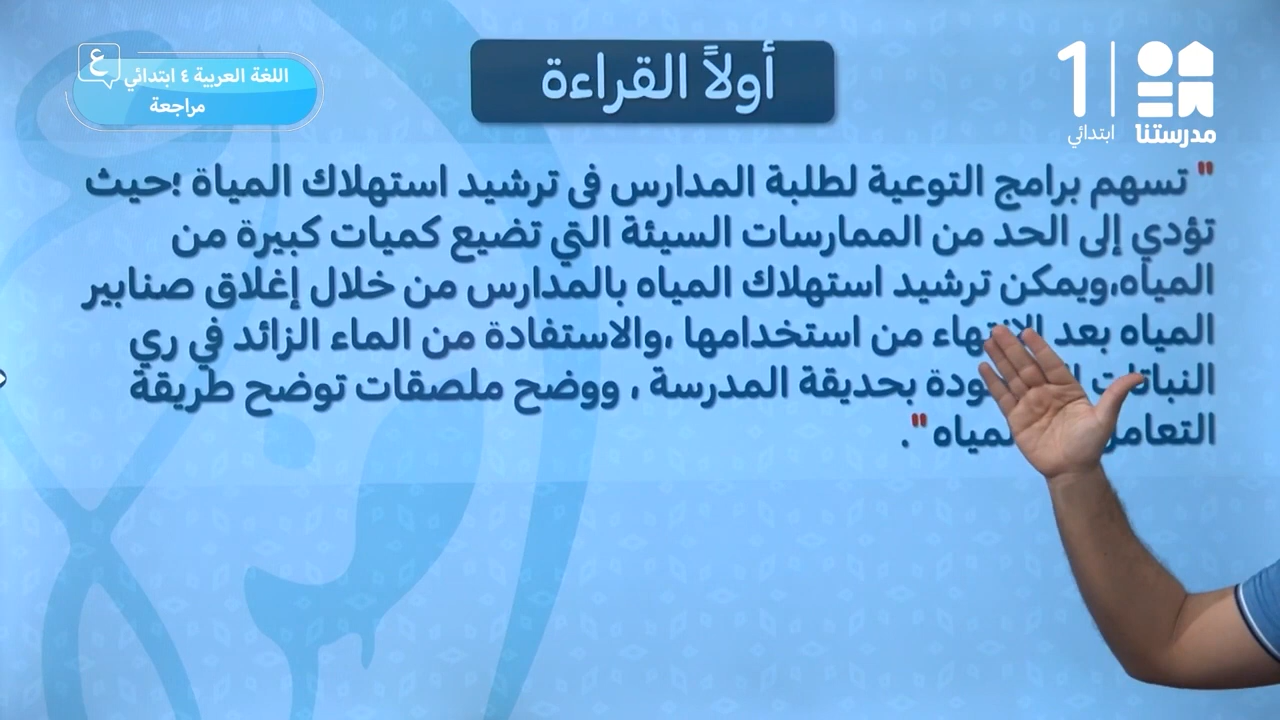 أولاً القراءة
اللغة العربية ٤ ابتدائي
مراجعة
ع
1
ابتدائي
مدرستنا
" تسهم برامج التوعية لطلبة المدارس فى ترشيد استهلاك المياة ؛حيث
تؤدي إلى الحد من الممارسات السيئة التي تضيع كميات كبيرة من
المياه،ويمكن ترشيد استهلاك المياه بالمدارس من خلال إغلاق صنابير
المياه بعد الانتهاء من استخدامها ،والاستفادة من الماء الزائد في ري
النباتات بحديقة المدرسة ، ووضح ملصقات توضح طريقة
التعامل المياه".